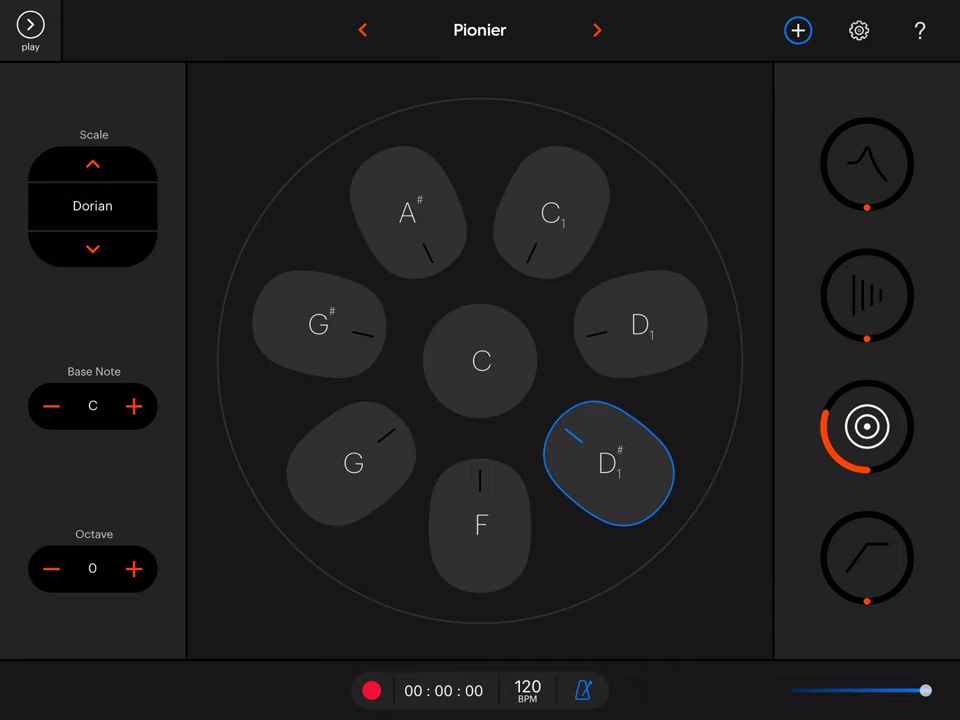 play
Pionier
?
Scale
Dorian
Base Note
C
Octave
0
A#
C1
G#
D1
C
G
D#1
F
00 : 00 : 00
120
BPM